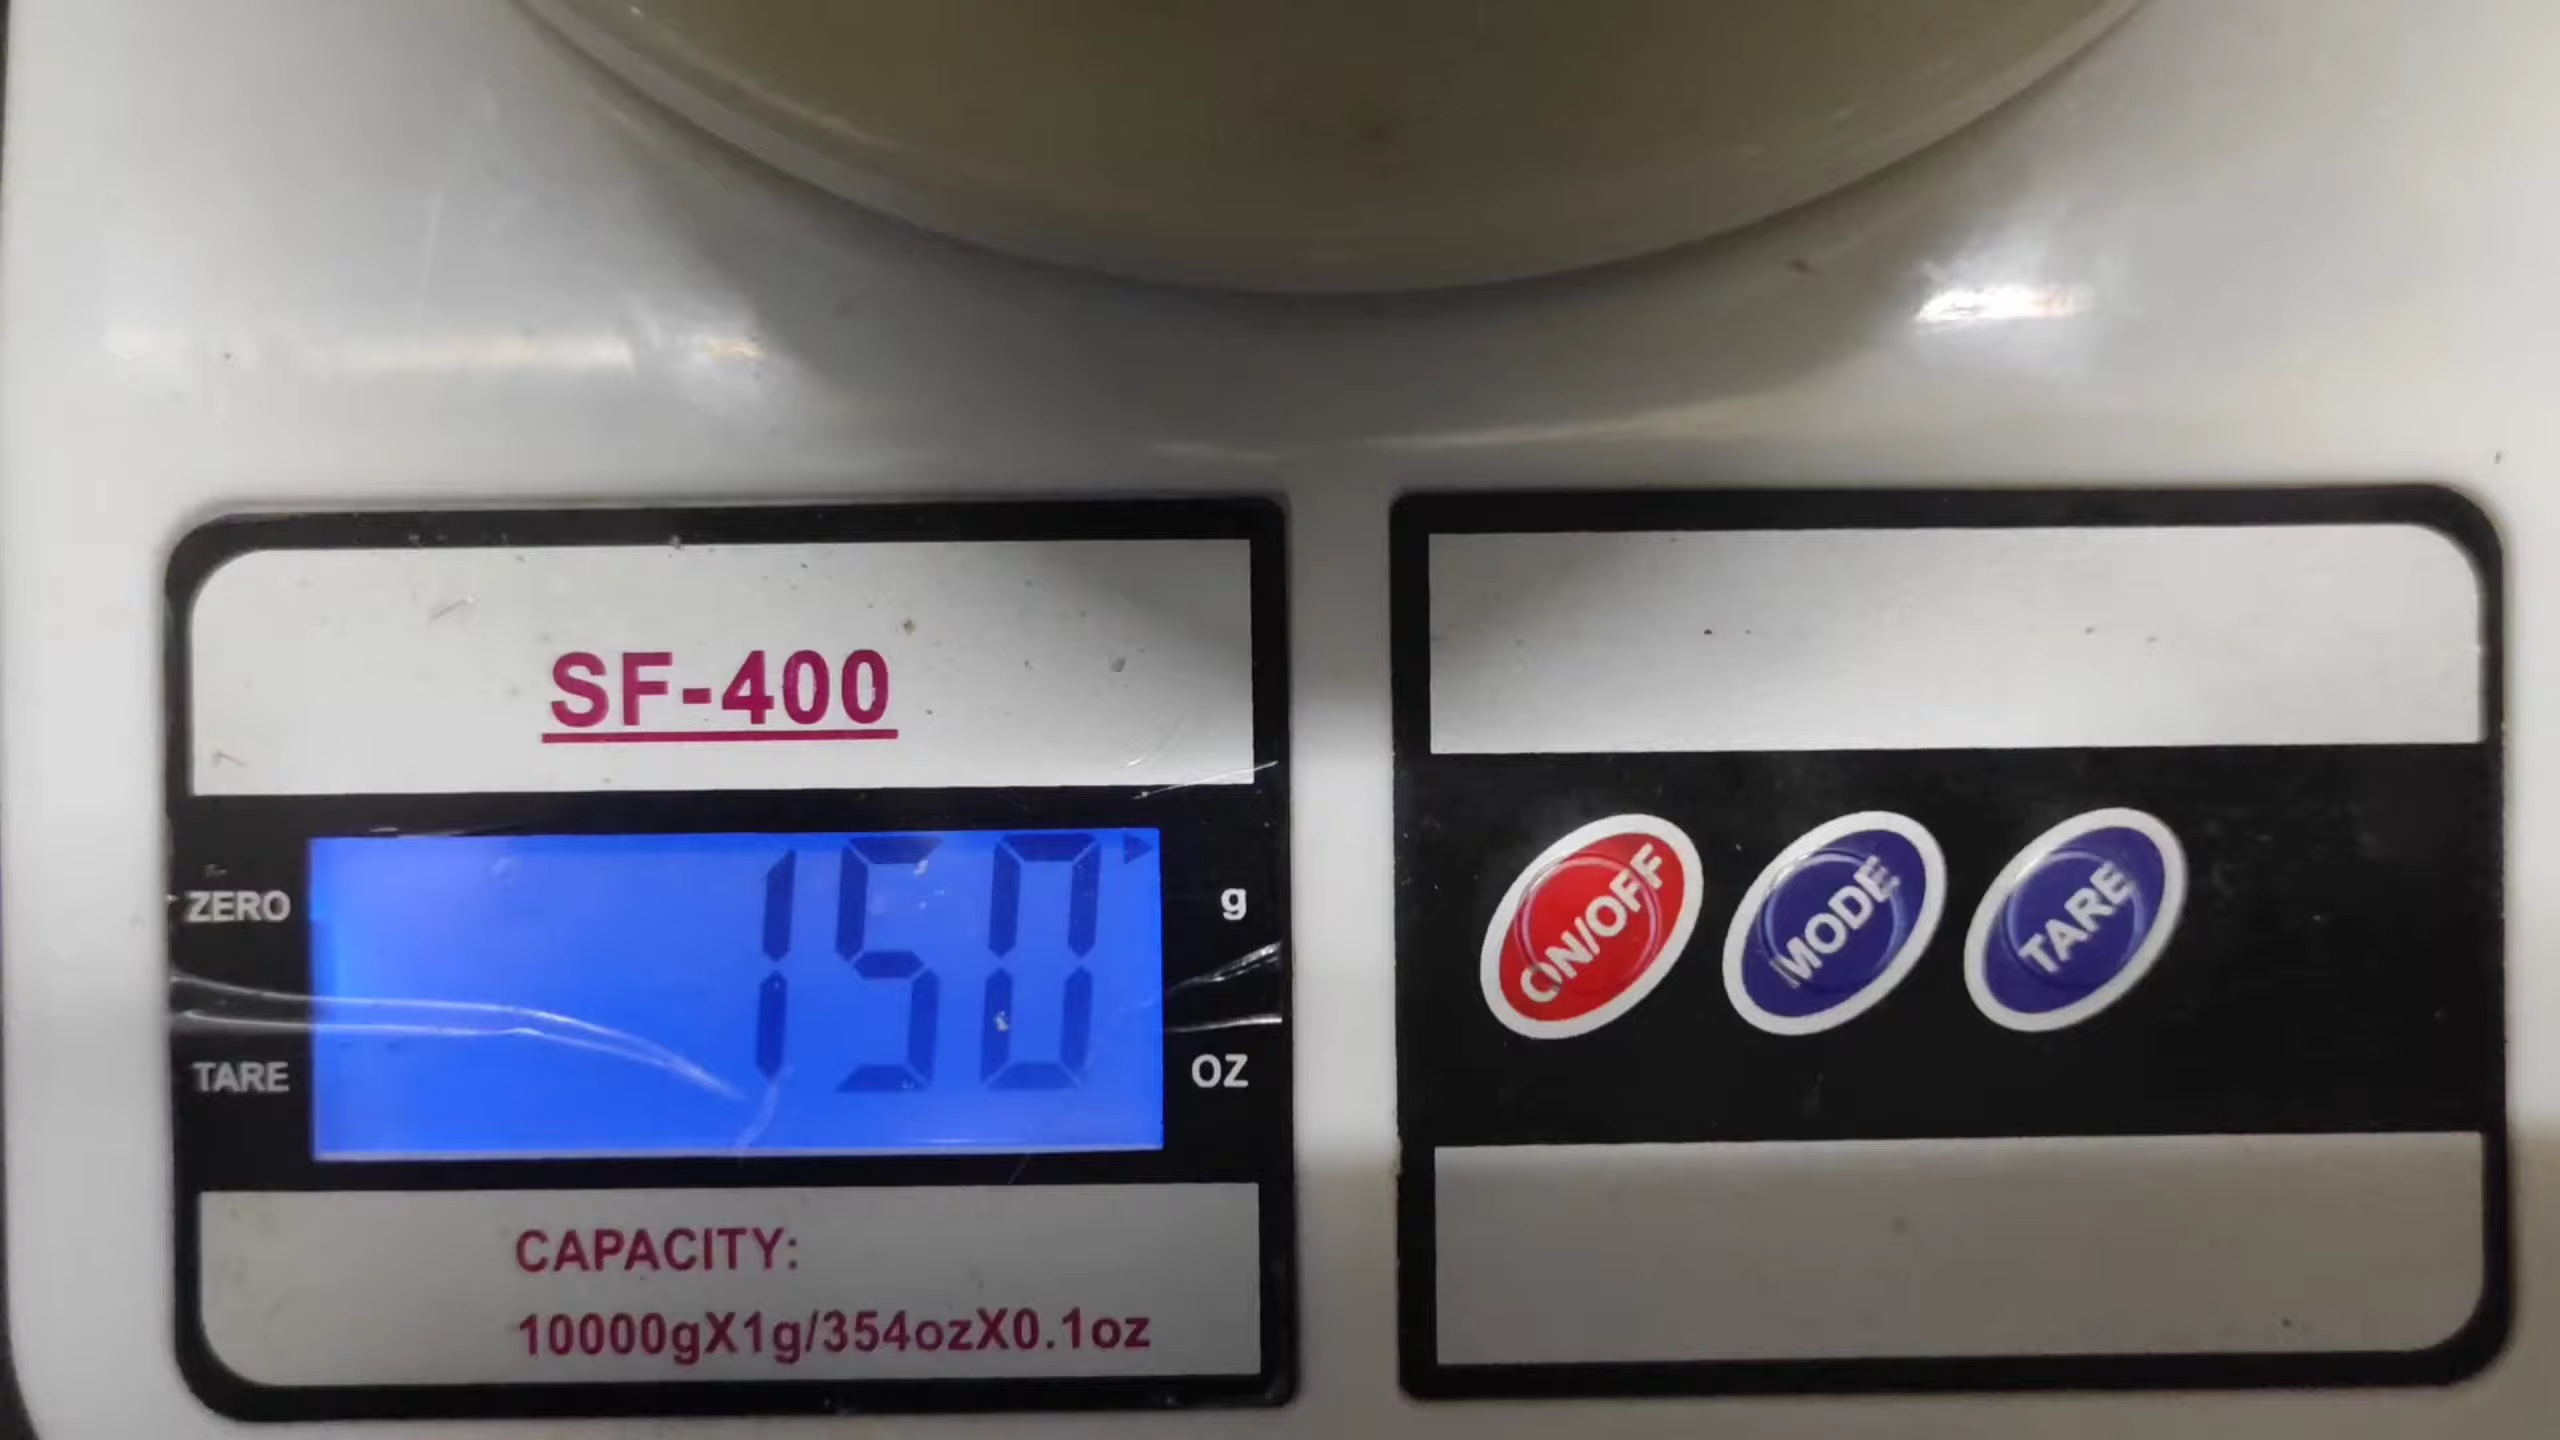 SF-400
ZERO
150
g
TARE
OZ
ON/OFF
MODE
TARE
CAPACITY:
10000gX1g/354ozX0.1oz